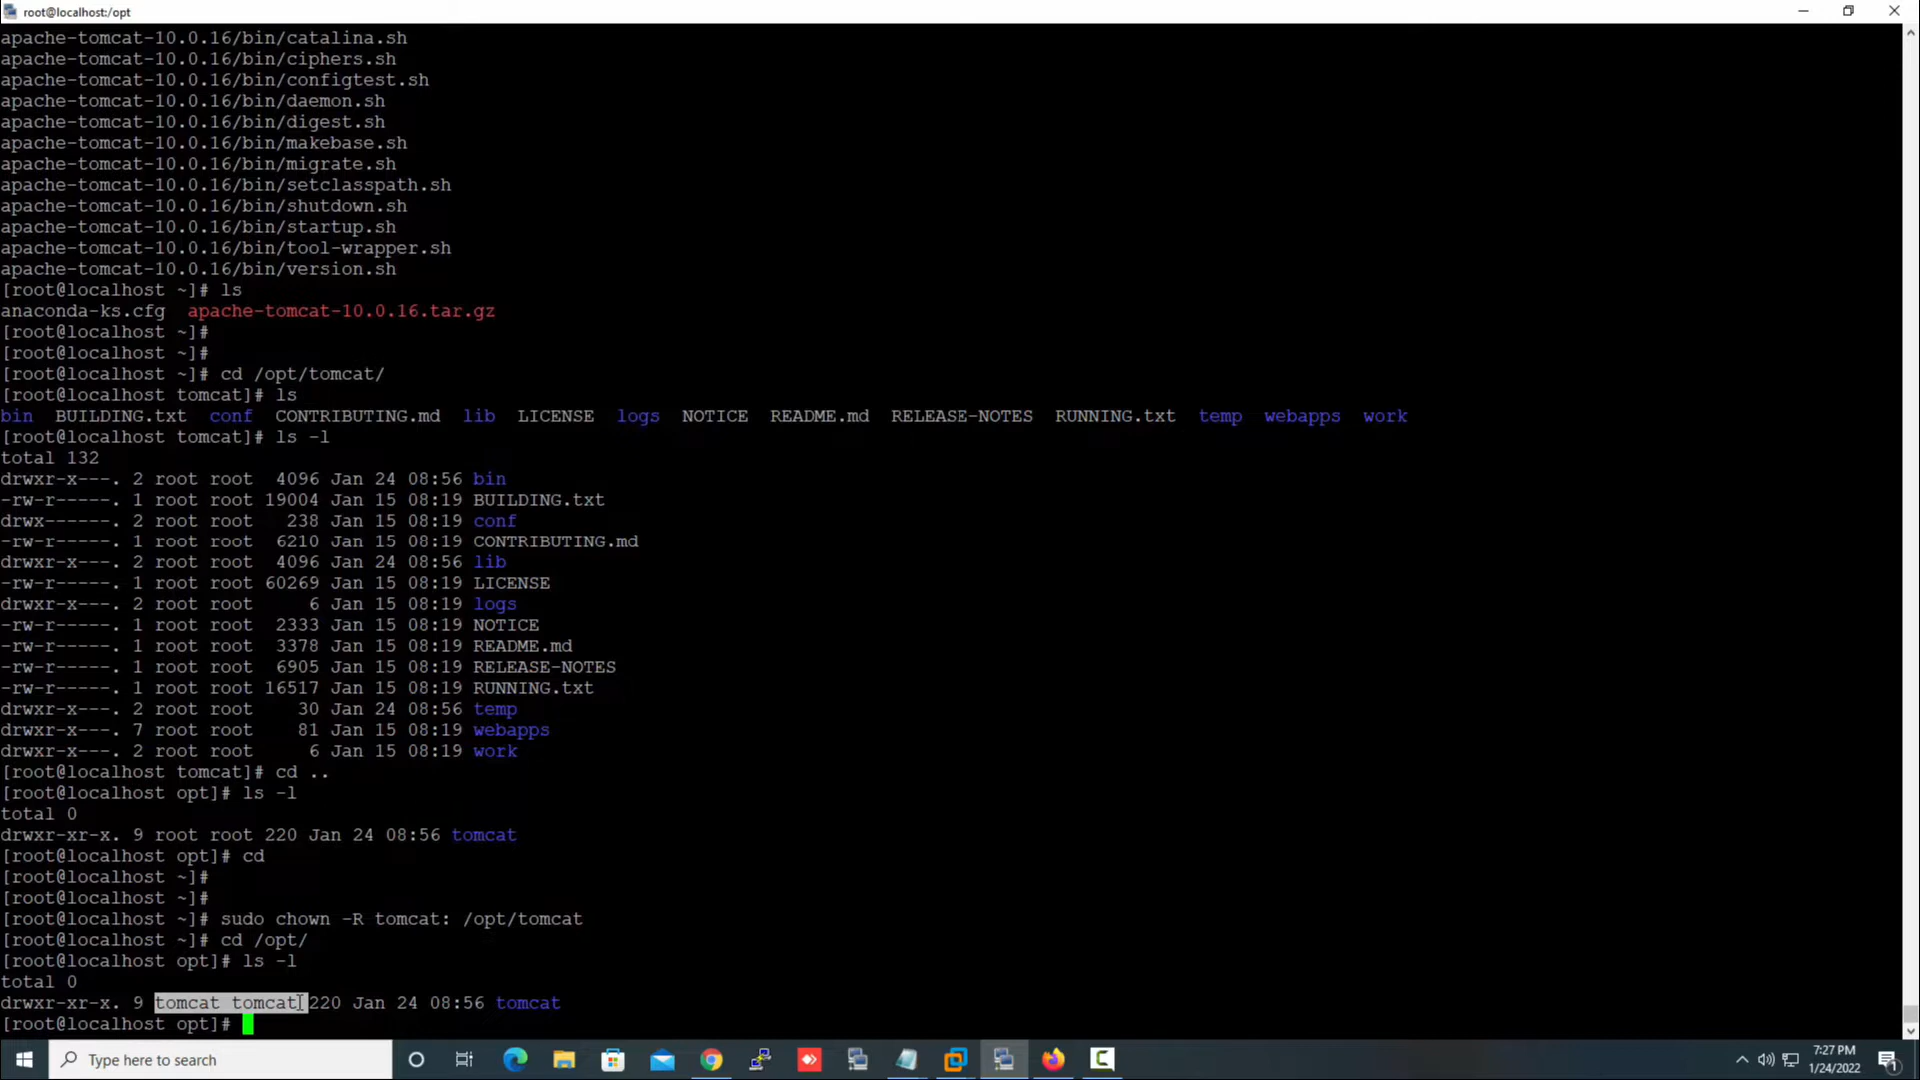 root@localhost:/opt
apache-tomcat-10.0.16/bin/catalina.sh
apache-tomcat-10.0.16/bin/ciphers.sh
apache-tomcat-10.0.16/bin/configtest.sh
apache-tomcat-10.0.16/bin/daemon.sh
apache-tomcat-10.0.16/bin/digest.sh
apache-tomcat-10.0.16/bin/makebase.sh
apache-tomcat-10.0.16/bin/migrate.sh
apache-tomcat-10.0.16/bin/setclasspath.sh
apache-tomcat-10.0.16/bin/shutdown.sh
apache-tomcat-10.0.16/bin/startup.sh
apache-tomcat-10.0.16/bin/tool-wrapper.sh
apache-tomcat-10.0.16/bin/version.sh
[root@localhost ~]# ls
anaconda-ks.cfg  apache-tomcat-10.0.16.tar.gz
[root@localhost ~]#
[root@localhost ~]#
[root@localhost ~]# cd /opt/tomcat/
[root@localhost tomcat]# ls
bin  BUILDING.txt  conf  CONTRIBUTING.md  lib  LICENSE  logs  NOTICE  README.md  RELEASE-NOTES  RUNNING.txt  temp  webapps  work
[root@localhost tomcat]# ls -l
total 132
drwxr-x---. 2 root root  4096 Jan 24 08:56 bin
-rw-r-----. 1 root root 19004 Jan 15 08:19 BUILDING.txt
drwx------. 2 root root   238 Jan 15 08:19 conf
-rw-r-----. 1 root root  6210 Jan 15 08:19 CONTRIBUTING.md
drwxr-x---. 2 root root  4096 Jan 24 08:56 lib
-rw-r-----. 1 root root 60269 Jan 15 08:19 LICENSE
drwxr-x---. 2 root root     6 Jan 15 08:19 logs
-rw-r-----. 1 root root  2333 Jan 15 08:19 NOTICE
-rw-r-----. 1 root root  3378 Jan 15 08:19 README.md
-rw-r-----. 1 root root  6905 Jan 15 08:19 RELEASE-NOTES
-rw-r-----. 1 root root 16517 Jan 15 08:19 RUNNING.txt
drwxr-x---. 2 root root    30 Jan 24 08:56 temp
drwxr-x---. 7 root root    81 Jan 15 08:19 webapps
drwxr-x---. 2 root root     6 Jan 15 08:19 work
[root@localhost tomcat]# cd ..
[root@localhost opt]# ls -l
total 0
drwxr-xr-x. 9 root root 220 Jan 24 08:56 tomcat
[root@localhost opt]# cd
[root@localhost ~]#
[root@localhost ~]#
[root@localhost ~]# sudo chown -R tomcat: /opt/tomcat
[root@localhost ~]# cd /opt/
[root@localhost opt]# ls -l
total 0
drwxr-xr-x. 9 tomcat tomcat 220 Jan 24 08:56 tomcat
[root@localhost opt]#
Type here to search
7:27 PM
1/24/2022
1